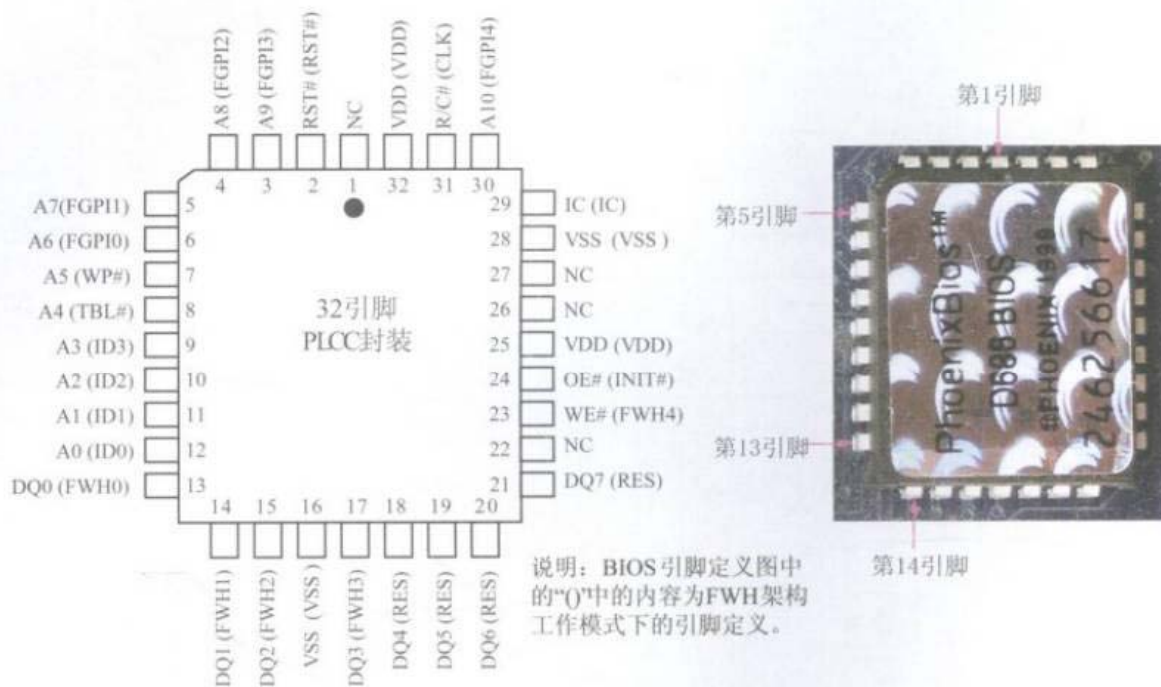 A8 (FGPI2)
A9 (FGPI3)
RST# (RST#)
NC
VDD (VDD)
R/C# (CLK)
A10 (FGPI4)
4
3
2
1
32
31
30
A7(FGPI1)
5
A6 (FGPI0)
6
A5 (WP#)
7
A4 (TBL#)
8
A3 (ID3)
9
A2 (ID2)
10
A1 (ID1)
11
A0 (ID0)
12
DQ0 (FWH0)
13
32引脚
PLCC封装
29
IC (IC)
28
VSS (VSS )
27
NC
26
NC
25
VDD (VDD)
24
OE# (INIT#)
23
WE# (FWH4)
22
NC
21
DQ7 (RES)
14
15
16
17
18
19
20
DQ1 (FWH1)
DQ2 (FWH2)
VSS (VSS )
DQ3 (FWH3)
DQ4 (RES)
DQ5 (RES)
DQ6 (RES)
说明：BIOS引脚定义图中
的“()”中的内容为FWH架构
工作模式下的引脚定义。
第1引脚
第5引脚
第13引脚
第14引脚
PhoenixBios™
D686 BIOS
©PHOENIX 1998
246256617